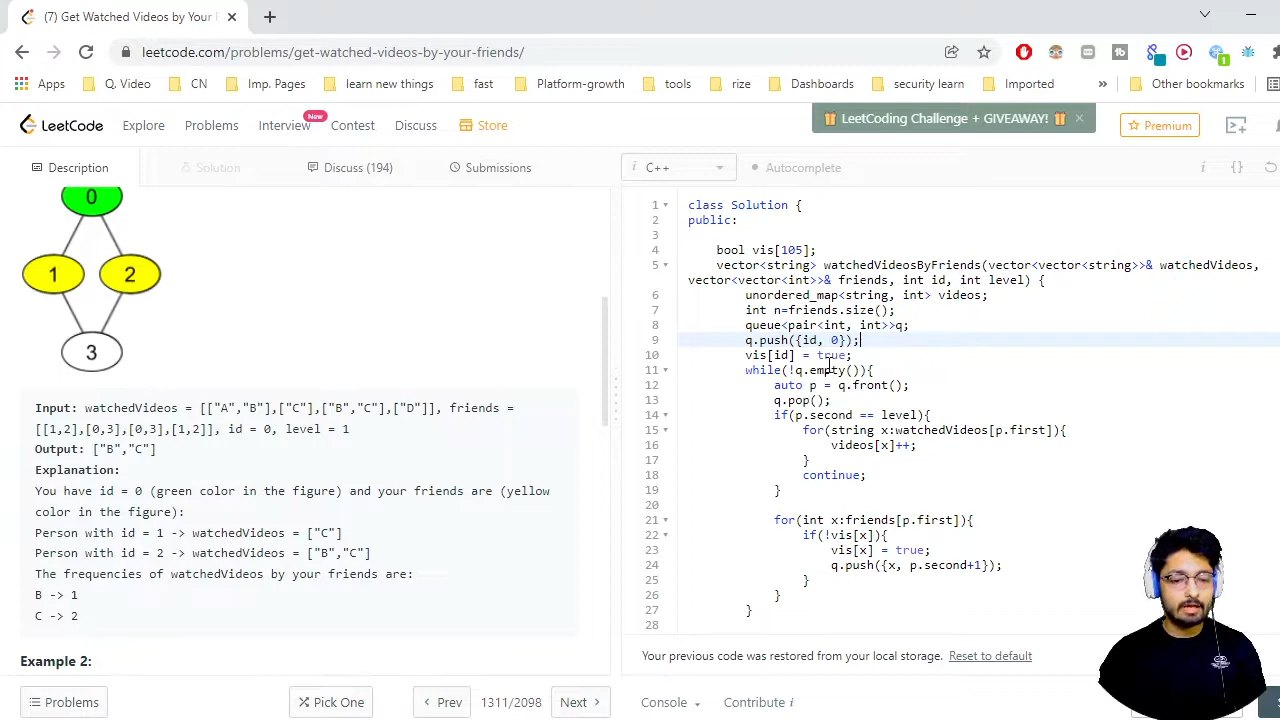 (7) Get Watched Videos by Your F
leetcode.com/problems/get-watched-videos-by-your-friends/
Apps Q. Video CN Imp. Pages learn new things fast Platform-growth tools rize Dashboards security learn Imported » Other bookmarks
LeetCode Explore Problems Interview New Contest Discuss Store LeetCoding Challenge + GIVEAWAY! Premium
Description Solution Discuss (194) Submissions i C++ Autocomplete i {}
0
1 2
3
Input: watchedVideos = [["A","B"],["C"],["B","C"],["D"]], friends =
[[1,2],[0,3],[0,3],[1,2]], id = 0, level = 1
Output: ["B","C"]
Explanation:
You have id = 0 (green color in the figure) and your friends are (yellow
color in the figure):
Person with id = 1 -> watchedVideos = ["C"]
Person with id = 2 -> watchedVideos = ["B","C"]
The frequencies of watchedVideos by your friends are:
B -> 1
C -> 2
Example 2:
1 class Solution {
2 public:
3
4 bool vis[105];
5 vector<string> watchedVideosByFriends(vector<vector<string>>& watchedVideos,
vector<vector<int>>& friends, int id, int level) {
6 unordered_map<string, int> videos;
7 int n=friends.size();
8 queue<pair<int, int>>q;
9 q.push({id, 0});
10 vis[id] = true;
11 while(!q.empty()){
12 auto p = q.front();
13 q.pop();
14 if(p.second == level){
15 for(string x:watchedVideos[p.first]){
16 videos[x]++;
17 }
18 continue;
19 }
20
21 for(int x:friends[p.first]){
22 if(!vis[x]){
23 vis[x] = true;
24 q.push({x, p.second+1});
25 }
26 }
27 }
28
Your previous code was restored from your local storage. Reset to default
Problems Pick One Prev 1311/2098 Next Console Contribute i